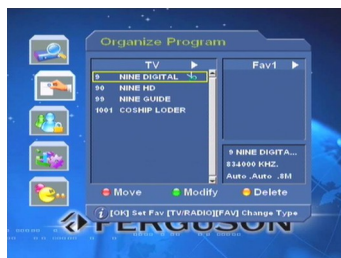 Organize Program
TV
Fav1
9 NINE DIGITAL
90 NINE HD
99 NINE GUIDE
1001 COSHIP LODER
9 NINE DIGITA...
834000 KHZ.
Auto .Auto .8M
Move
Modify
Delete
i [OK] Set Fav [TV/RADIO][FAV] Change Type
FERGUSON